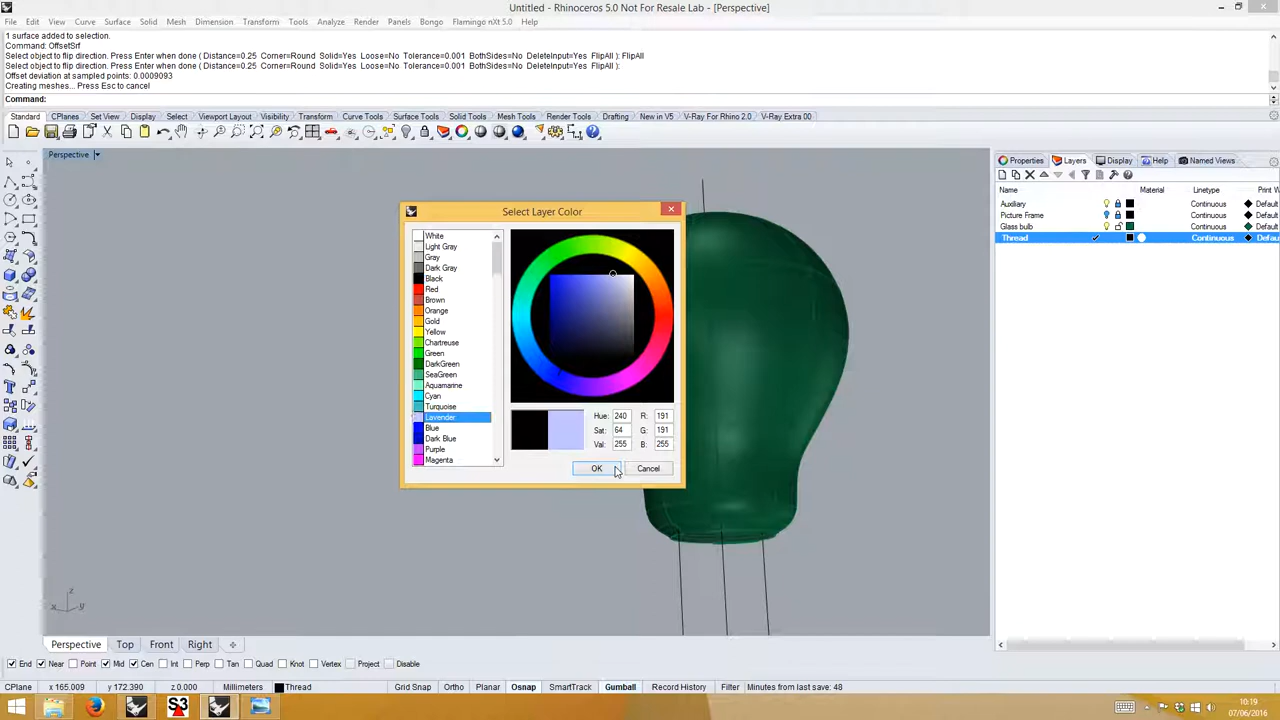 Untitled - Rhinoceros 5.0 Not For Resale Lab - [Perspective]
File Edit View Curve Surface Solid Mesh Dimension Transform Tools Analyze Render Panels Bongo Flamingo nXt 5.0 Help
1 surface added to selection.
Command: OffsetSrf
Select object to flip direction. Press Enter when done ( Distance=0.25 Corner=Round Solid=Yes Loose=No Tolerance=0.001 BothSides=No DeleteInput=Yes FlipAll ): FlipAll
Select object to flip direction. Press Enter when done ( Distance=0.25 Corner=Round Solid=Yes Loose=No Tolerance=0.001 BothSides=No DeleteInput=Yes FlipAll ):
Offset deviation at sampled points: 0.0009093
Creating meshes... Press Esc to cancel
Command:
Standard CPlanes Set View Display Select Viewport Layout Visibility Transform Curve Tools Surface Tools Solid Tools Mesh Tools Render Tools Drafting New in V5 V-Ray For Rhino 2.0 V-Ray Extra 00
Perspective
Properties Layers Display Help Named Views
Name Material Linetype Print W
Auxiliary Continuous Default
Picture Frame Continuous Default
Glass bulb Continuous Default
Thread Continuous Defau
Select Layer Color
White
Light Gray
Gray
Dark Gray
Black
Red
Brown
Orange
Gold
Yellow
Chartreuse
Green
DarkGreen
SeaGreen
Aquamarine
Cyan
Turquoise
Lavender
Blue
Dark Blue
Purple
Magenta
Hue: 240 R: 191
Sat: 64 G: 191
Val: 255 B: 255
OK Cancel
z
x y
Perspective Top Front Right
End Near Point Mid Cen Int Perp Tan Quad Knot Vertex Project Disable
CPlane x 165.009 y 172.390 z 0.000 Millimeters Thread Grid Snap Ortho Planar Osnap SmartTrack Gumball Record History Filter Minutes from last save: 48
S3
10:19
07/06/2016